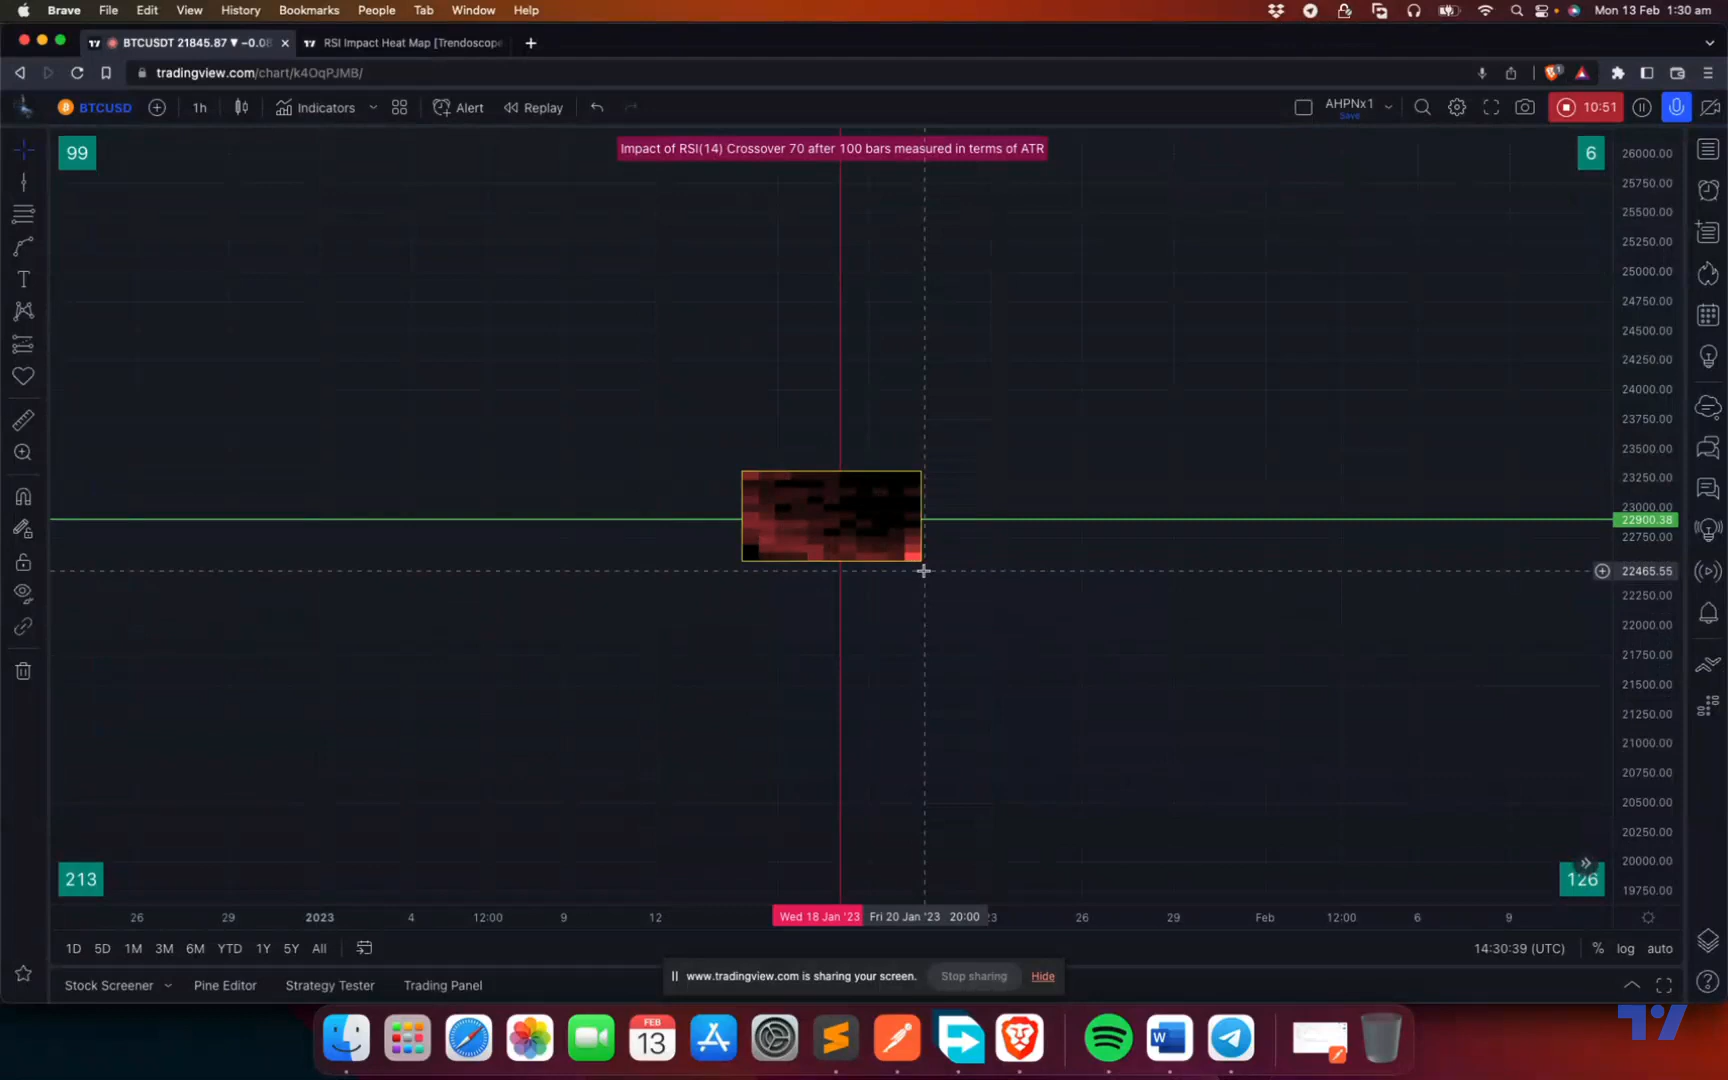 Brave File Edit View History Bookmarks People Tab Window Help Mon 13 Feb 1:30 am
BTCUSDT 21845.87 ▼ −0.08 RSI Impact Heat Map [Trendoscope
tradingview.com/chart/k4OqPJMB/
BTCUSD 1h Indicators Alert Replay AHPNx1 Save 10:51
99 Impact of RSI(14) Crossover 70 after 100 bars measured in terms of ATR 6
26000.00
25750.00
25500.00
25250.00
25000.00
24750.00
24500.00
24250.00
24000.00
23750.00
23500.00
23250.00
23000.00
22900.38
22750.00
22465.55
22250.00
22000.00
21750.00
21500.00
21250.00
21000.00
20750.00
20500.00
20250.00
20000.00
213 126
19750.00
26 29 2023 4 12:00 9 12 Wed 18 Jan '23 Fri 20 Jan '23 20:00 23 26 29 Feb 12:00 6 9
1D 5D 1M 3M 6M YTD 1Y 5Y All 14:30:39 (UTC) % log auto
www.tradingview.com is sharing your screen. Stop sharing Hide
Stock Screener Pine Editor Strategy Tester Trading Panel
FEB
13